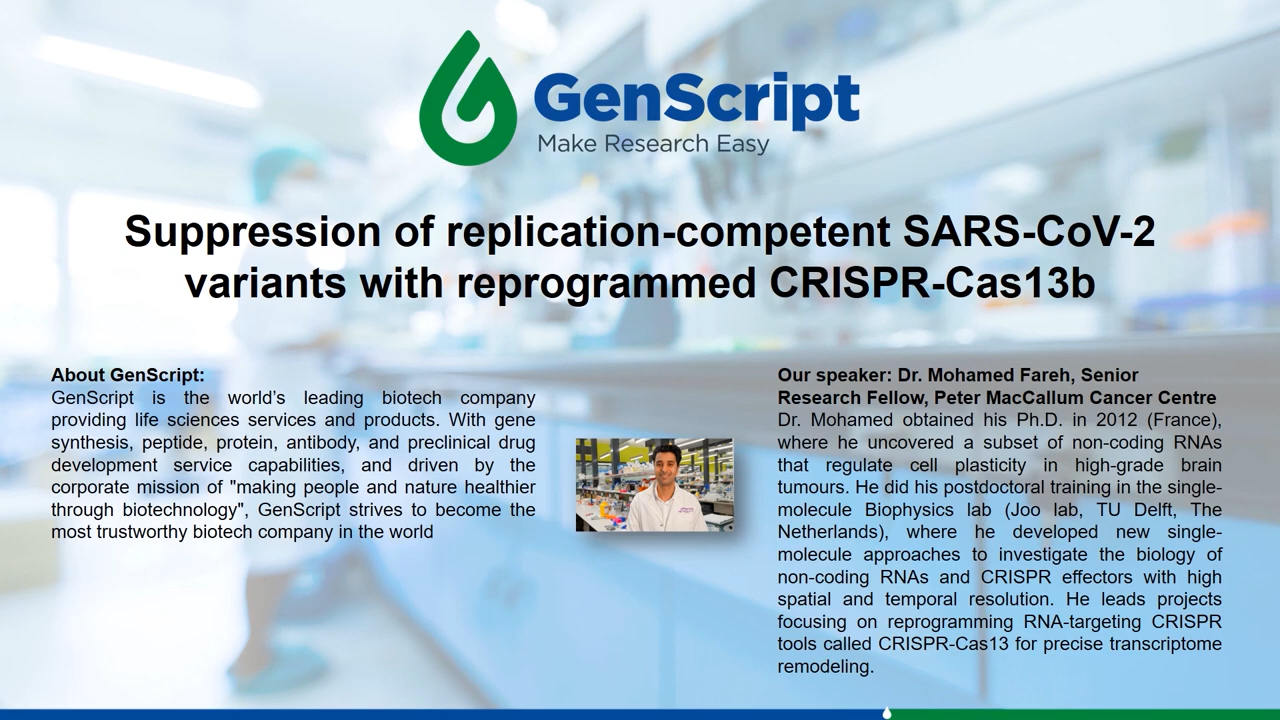 GenScript
Make Research Easy
Suppression of replication-competent SARS-CoV-2
variants with reprogrammed CRISPR-Cas13b
About GenScript:
GenScript is the world’s leading biotech company
providing life sciences services and products. With gene
synthesis, peptide, protein, antibody, and preclinical drug
development service capabilities, and driven by the
corporate mission of "making people and nature healthier
through biotechnology", GenScript strives to become the
most trustworthy biotech company in the world
Our speaker: Dr. Mohamed Fareh, Senior
Research Fellow, Peter MacCallum Cancer Centre
Dr. Mohamed obtained his Ph.D. in 2012 (France),
where he uncovered a subset of non-coding RNAs
that regulate cell plasticity in high-grade brain
tumours. He did his postdoctoral training in the single-
molecule Biophysics lab (Joo lab, TU Delft, The
Netherlands), where he developed new single-
molecule approaches to investigate the biology of
non-coding RNAs and CRISPR effectors with high
spatial and temporal resolution. He leads projects
focusing on reprogramming RNA-targeting CRISPR
tools called CRISPR-Cas13 for precise transcriptome
remodeling.